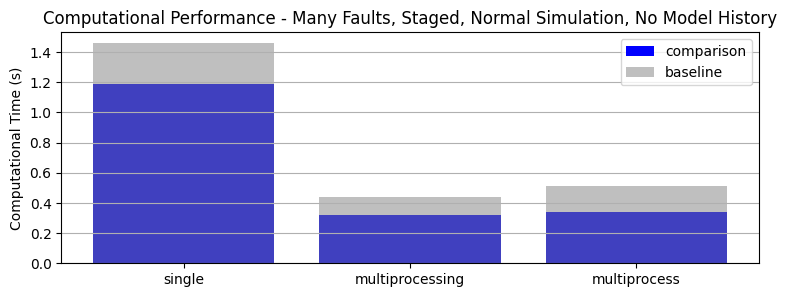 Computational Performance - Many Faults, Staged, Normal Simulation, No Model History
Computational Time (s)
1.4
1.2
1.0
0.8
0.6
0.4
0.2
0.0
comparison
baseline
single
multiprocessing
multiprocess